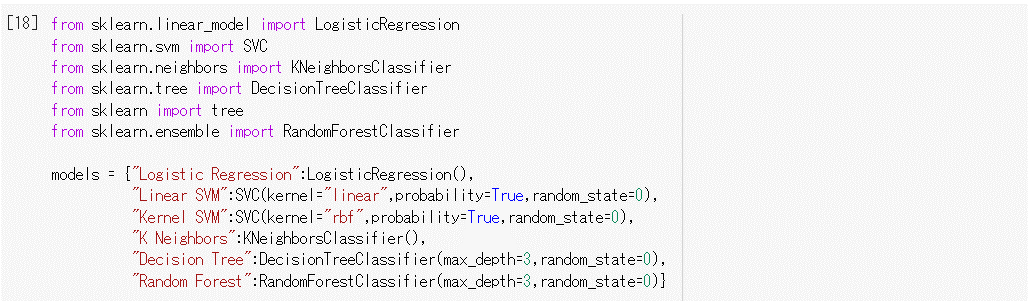 [18] from sklearn.linear_model import LogisticRegression
from sklearn.svm import SVC
from sklearn.neighbors import KNeighborsClassifier
from sklearn.tree import DecisionTreeClassifier
from sklearn import tree
from sklearn.ensemble import RandomForestClassifier
models = {"Logistic Regression":LogisticRegression(),
"Linear SVM":SVC(kernel="linear",probability=True,random_state=0),
"Kernel SVM":SVC(kernel="rbf",probability=True,random_state=0),
"K Neighbors":KNeighborsClassifier(),
"Decision Tree":DecisionTreeClassifier(max_depth=3,random_state=0),
"Random Forest":RandomForestClassifier(max_depth=3,random_state=0)}